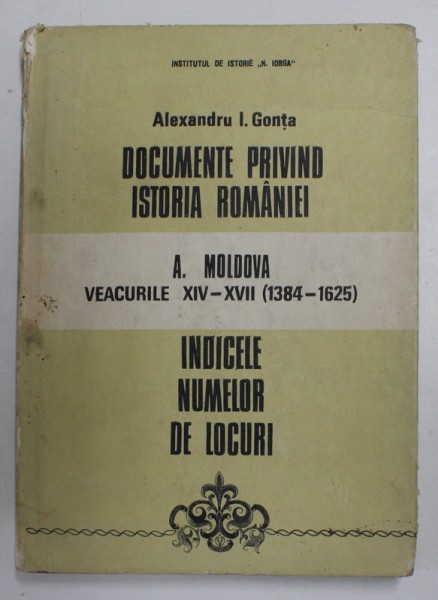 INSTITUTUL DE ISTORIE „N. IORGA"
Alexandru I. Gonța
DOCUMENTE PRIVIND
ISTORIA ROMÂNIEI
A. MOLDOVA
VEACURILE XIV–XVII (1384–1625)
INDICELE
NUMELOR
DE LOCURI